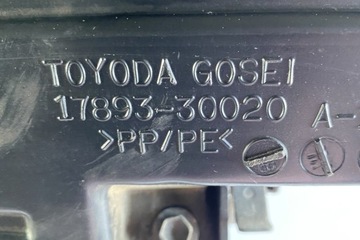 TOYODA GOSEI
17893-30020 A-
>PP/PE<